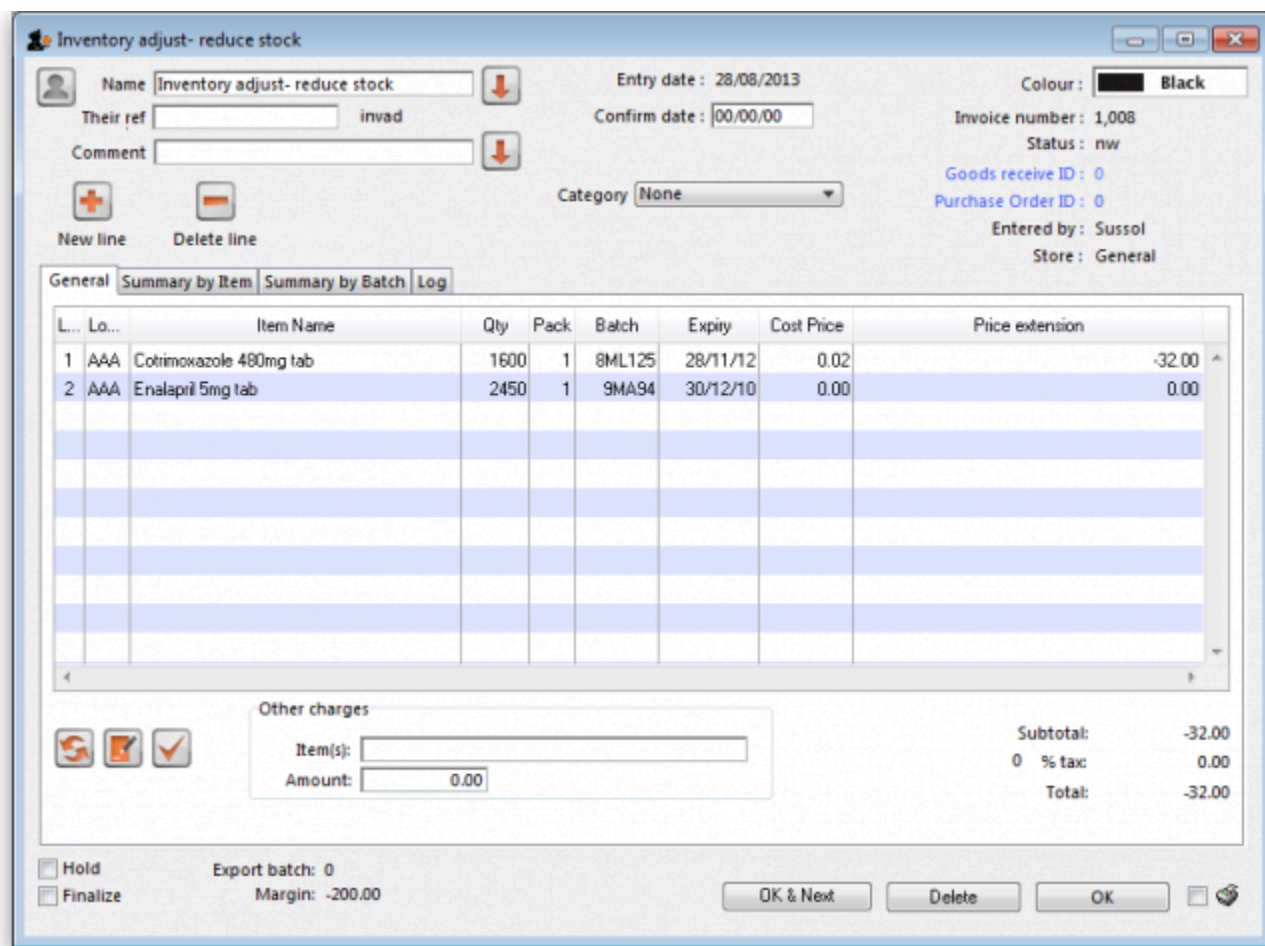 Inventory adjust- reduce stock
Name Inventory adjust- reduce stock
Entry date : 28/08/2013
Colour : Black
Their ref invad
Confirm date : 00/00/00
Invoice number : 1,008
Comment
Status : nw
Goods receive ID : 0
Category None
Purchase Order ID : 0
New line Delete line
Entered by : Sussol
Store : General
General Summary by Item Summary by Batch Log
L... Lo... Item Name Qty Pack Batch Expiry Cost Price Price extension
1 AAA Cotrimoxazole 480mg tab 1600 1 8ML125 28/11/12 0.02 -32.00
2 AAA Enalapril 5mg tab 2450 1 9MA94 30/12/10 0.00 0.00
Other charges
Item(s):
Amount: 0.00
Subtotal: -32.00
0 % tax: 0.00
Total: -32.00
Hold Export batch: 0
Finalize Margin: -200.00
OK & Next Delete OK